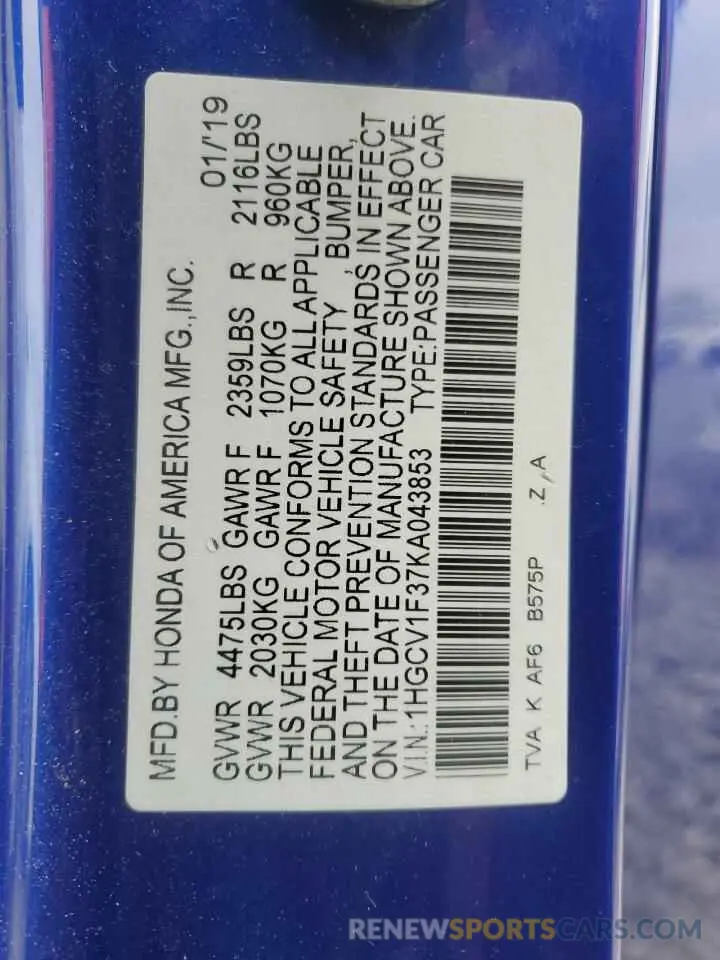 MFD.BY HONDA OF AMERICA MFG.,INC. 01/'19
GVWR 4475LBS GAWR F 2359LBS R 2116LBS
GVWR 2030KG GAWR F 1070KG R 960KG
THIS VEHICLE CONFORMS TO ALL APPLICABLE
FEDERAL MOTOR VEHICLE SAFETY , BUMPER,
AND THEFT PREVENTION STANDARDS IN EFFECT
ON THE DATE OF MANUFACTURE SHOWN ABOVE.
V.I.N.:1HGCV1F37KA043853 TYPE:PASSENGER CAR
TVA K AF6 B575P .Z,A
RENEWSPORTSCARS.COM